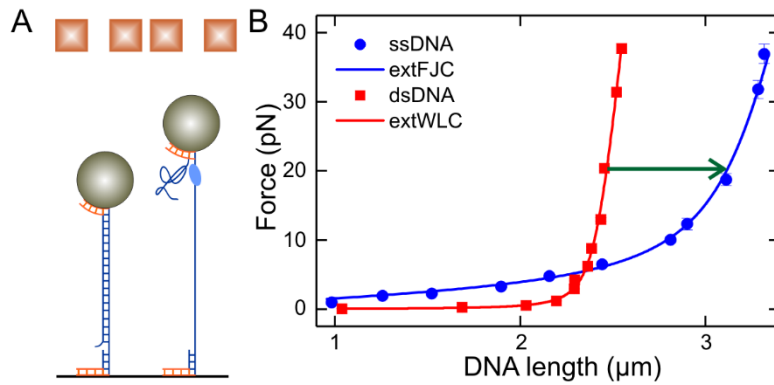 A
B
40
30
20
10
0
Force (pN)
ssDNA
extFJC
dsDNA
extWLC
1
2
3
DNA length (μm)